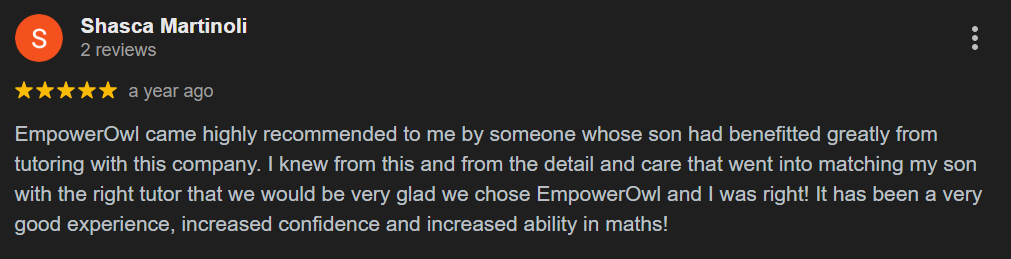 S
Shasca Martinoli
2 reviews
a year ago
EmpowerOwl came highly recommended to me by someone whose son had benefitted greatly from
tutoring with this company. I knew from this and from the detail and care that went into matching my son
with the right tutor that we would be very glad we chose EmpowerOwl and I was right! It has been a very
good experience, increased confidence and increased ability in maths!